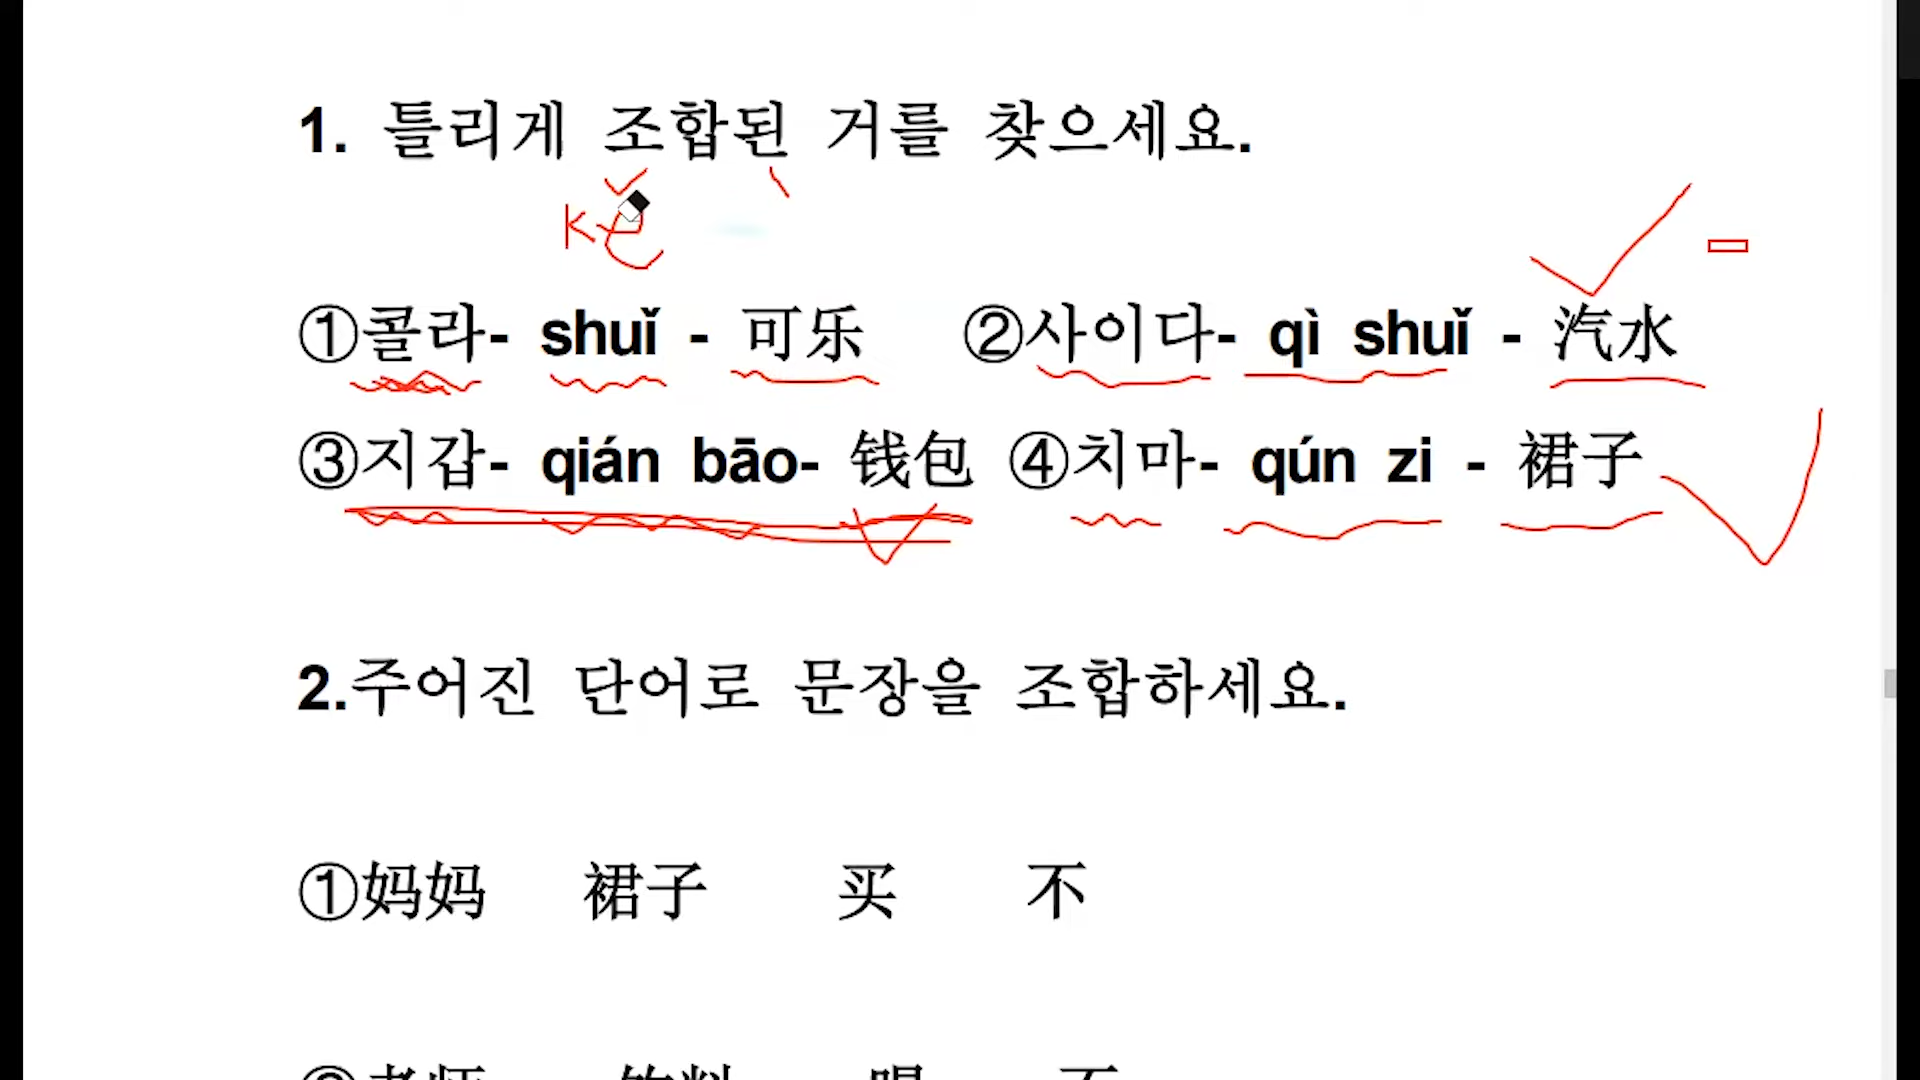 1. 틀리게 조합된 거를 찾으세요.
kě
①콜라- shuǐ - 可乐 ②사이다- qì shuǐ - 汽水
③지갑- qián bāo- 钱包 ④치마- qún zi - 裙子
2.주어진 단어로 문장을 조합하세요.
①妈妈 裙子 买 不